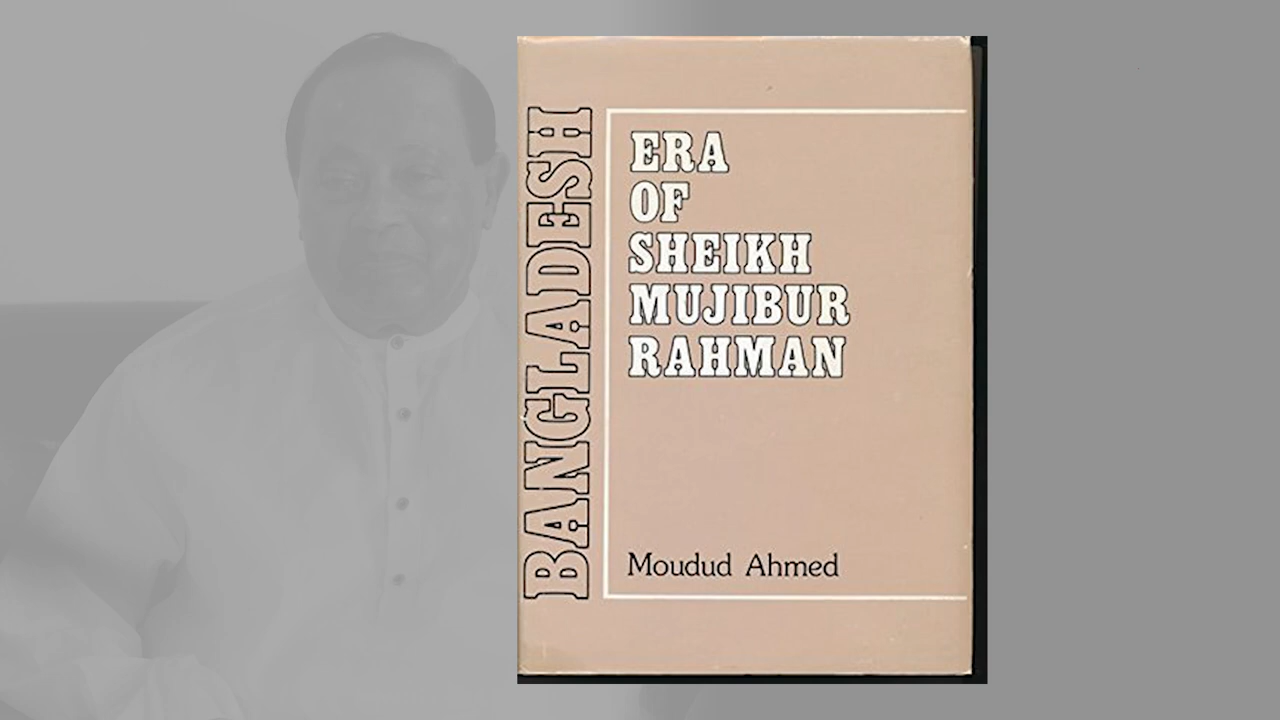 BANGLADESH
ERA
OF
SHEIKH
MUJIBUR
RAHMAN
Moudud Ahmed